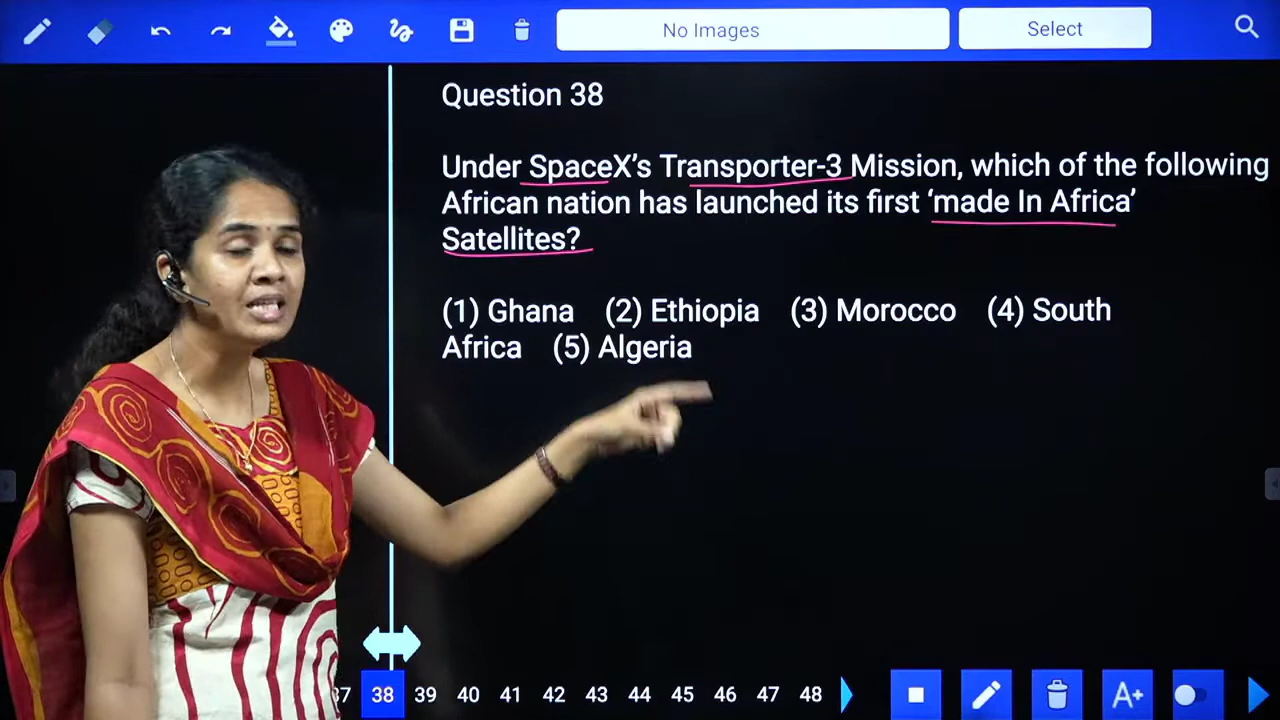 No Images
Select
Question 38
Under SpaceX’s Transporter-3 Mission, which of the following
African nation has launched its first ‘made In Africa’
Satellites?
(1) Ghana (2) Ethiopia (3) Morocco (4) South
Africa (5) Algeria
37 38 39 40 41 42 43 44 45 46 47 48
A+